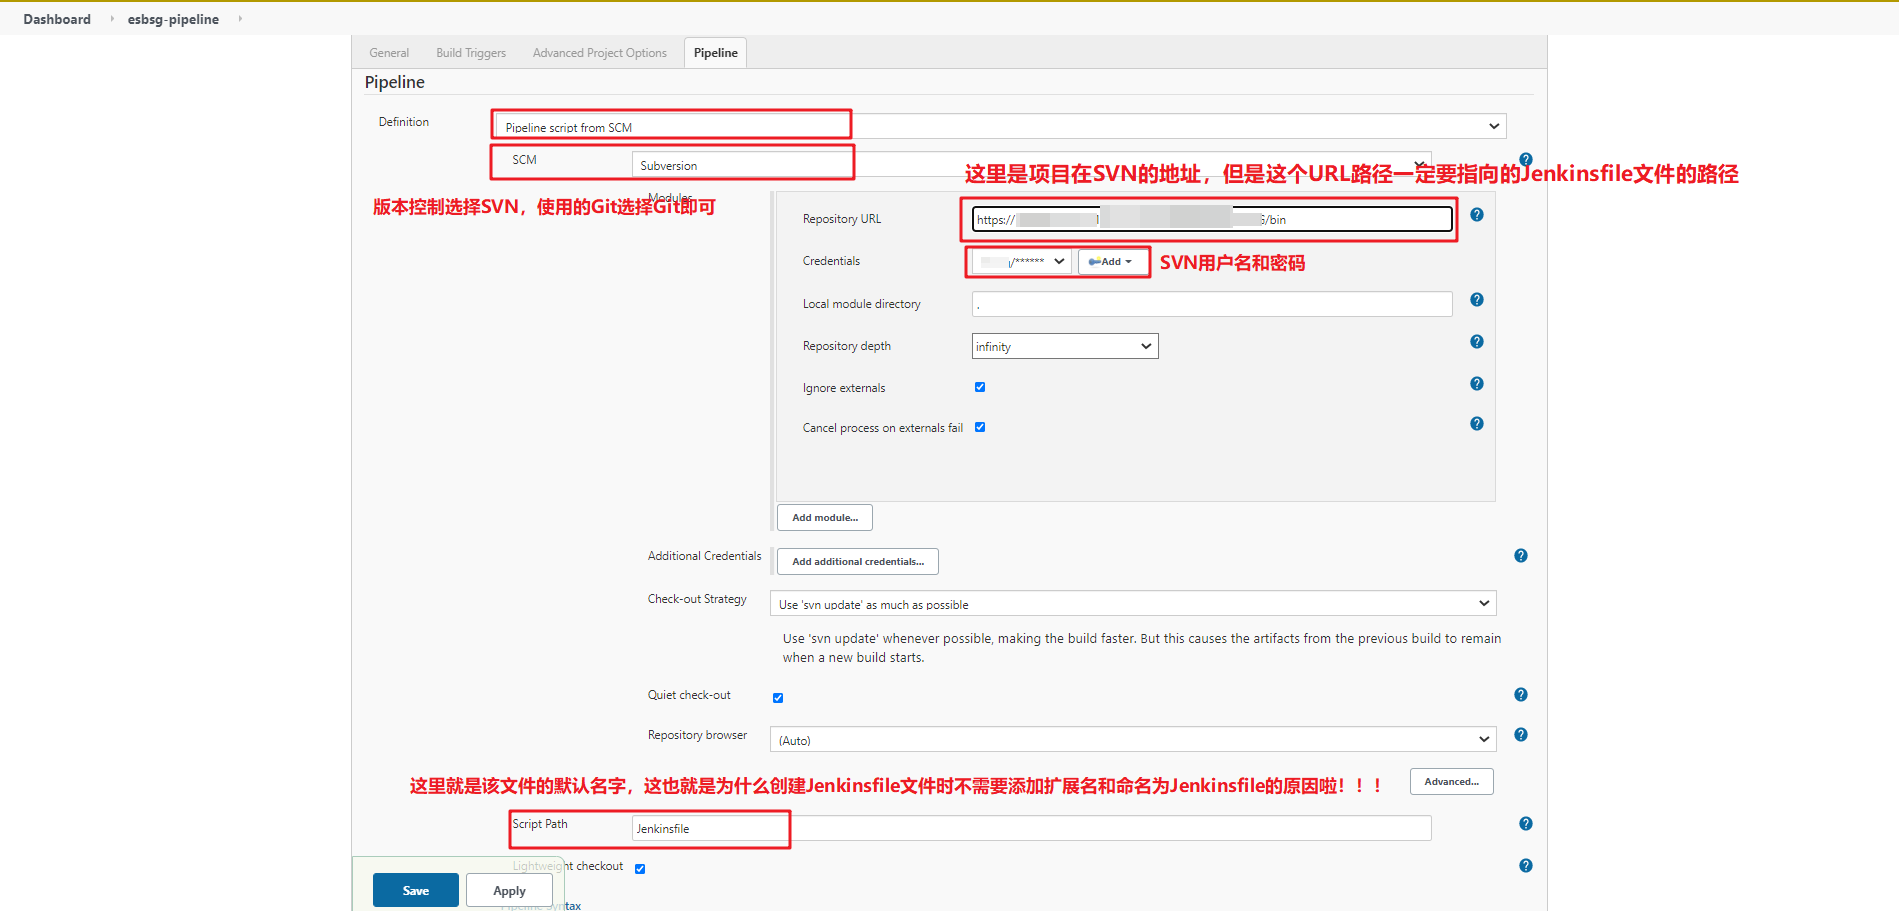 Dashboard esbsg-pipeline
General Build Triggers Advanced Project Options Pipeline
Pipeline
Definition Pipeline script from SCM
SCM Subversion
这里是项目在SVN的地址，但是这个URL路径一定要指向的Jenkinsfile文件的路径
Modules
版本控制选择SVN，使用的Git选择Git即可
Repository URL https:// /bin
Credentials /****** Add
SVN用户名和密码
Local module directory .
Repository depth infinity
Ignore externals
Cancel process on externals fail
Add module...
Additional Credentials Add additional credentials...
Check-out Strategy Use 'svn update' as much as possible
Use 'svn update' whenever possible, making the build faster. But this causes the artifacts from the previous build to remain
when a new build starts.
Quiet check-out
Repository browser (Auto)
这里就是该文件的默认名字，这也就是为什么创建Jenkinsfile文件时不需要添加扩展名和命名为Jenkinsfile的原因啦！！！
Advanced...
Script Path Jenkinsfile
Lightweight checkout
Save Apply
Pipeline Syntax